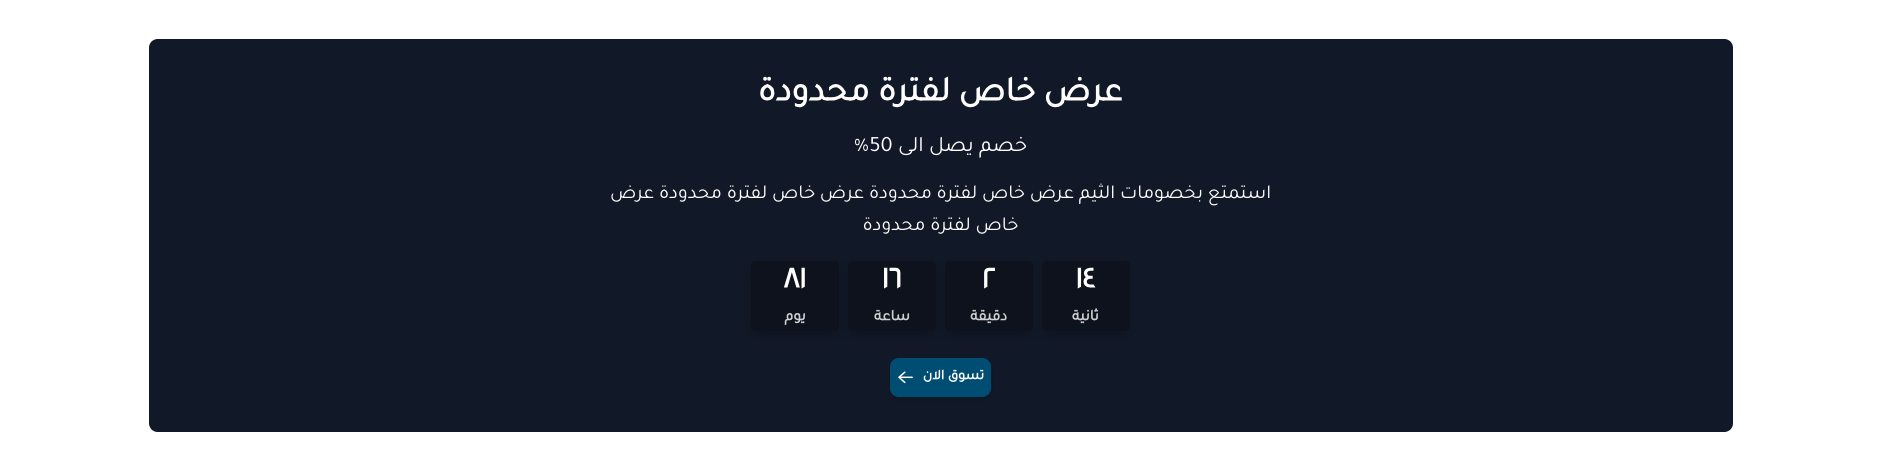 عرض خاص لفترة محدودة
خصم يصل الى 50%
استمتع بخصومات الثيم عرض خاص لفترة محدودة عرض خاص لفترة محدودة عرض
خاص لفترة محدودة
١٤ ٢ ١٦ ٨١
ثانية دقيقة ساعة يوم
تسوق الان ←